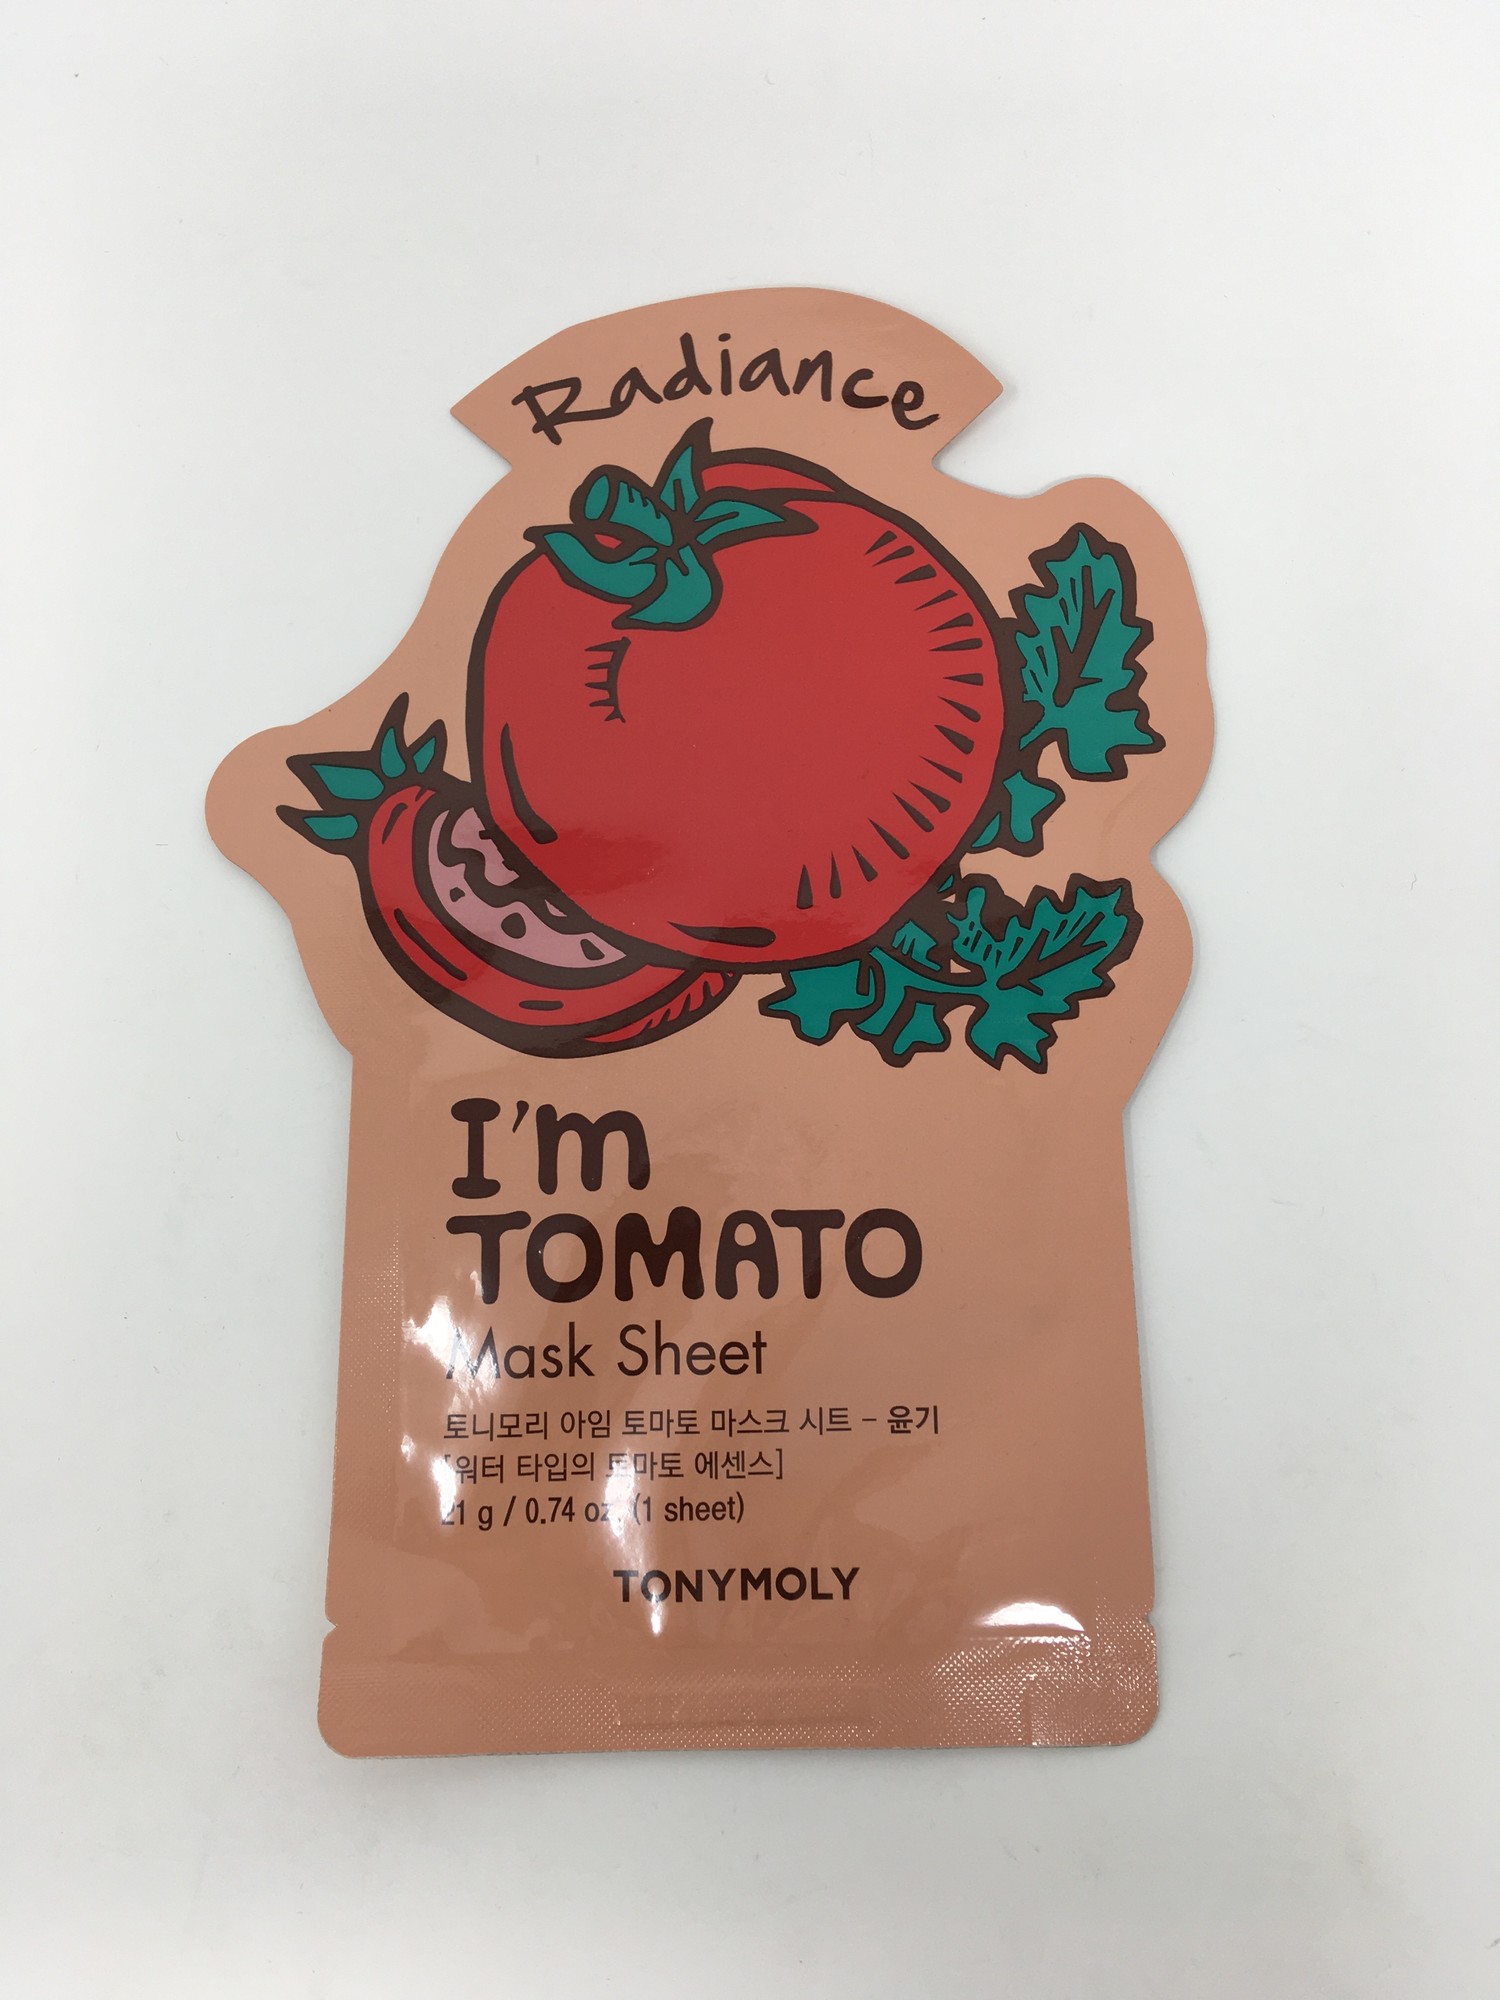 Radiance
I'm
TOMATO
Mask Sheet
토니모리 아임 토마토 마스크 시트 - 윤기
[워터 타입의 토마토 에센스]
21 g / 0.74 oz. (1 sheet)
TONYMOLY